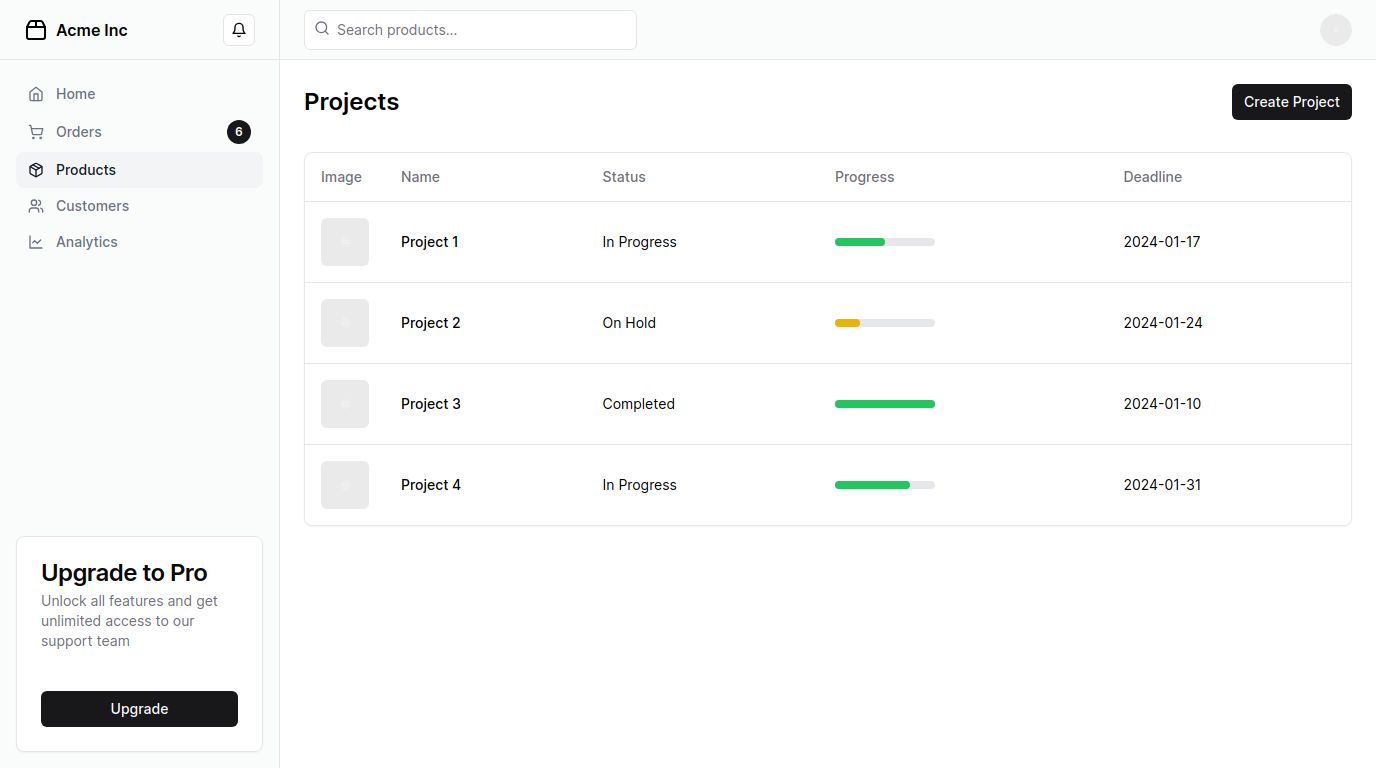 Acme Inc
Search products...
Home
Orders 6
Products
Customers
Analytics
Upgrade to Pro
Unlock all features and get
unlimited access to our
support team
Upgrade
Projects
Create Project
Image Name Status Progress Deadline
Project 1 In Progress 2024-01-17
Project 2 On Hold 2024-01-24
Project 3 Completed 2024-01-10
Project 4 In Progress 2024-01-31